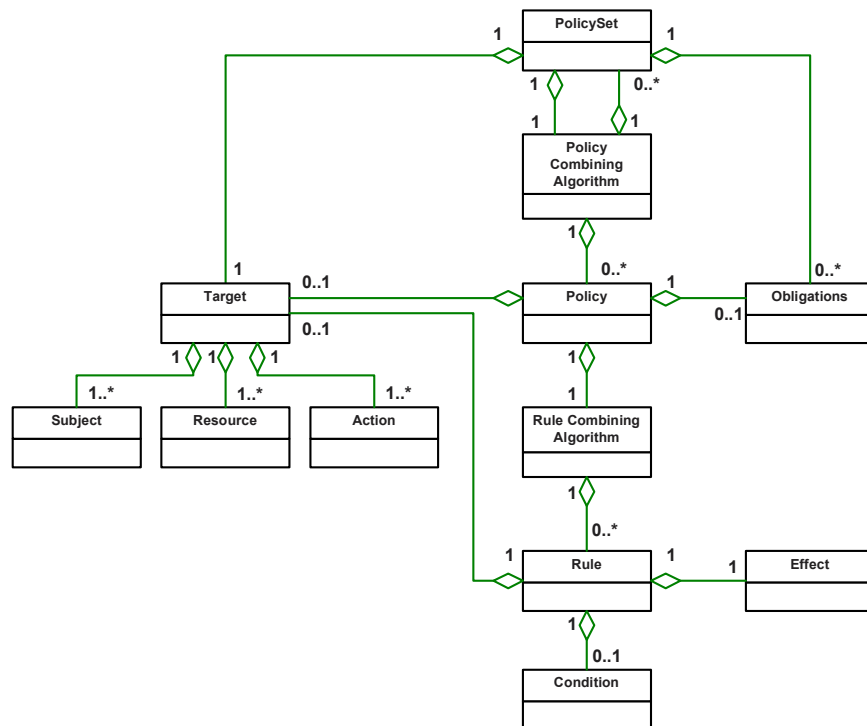 PolicySet
1
1
1
0..*
1
1
Policy
Combining
Algorithm
1
1
0..*
0..*
0..1
1
Target
Policy
Obligations
0..1
0..1
1
1
1
1
1..*
1..*
1..*
1
Subject
Resource
Action
Rule Combining
Algorithm
1
0..*
1
1
1
Rule
Effect
1
0..1
Condition